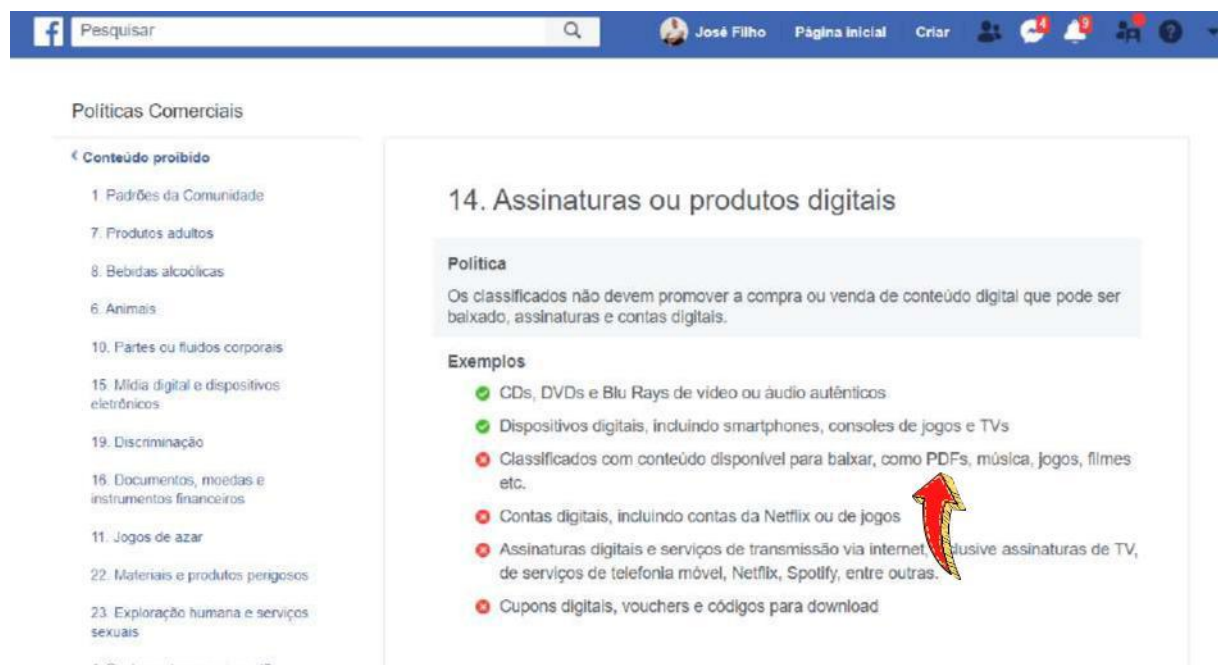 f
Pesquisar
José Filho
Página inicial
Criar
4
9
?
Políticas Comerciais
Conteúdo proibido
1. Padrões da Comunidade
7. Produtos adultos
8. Bebidas alcoólicas
6. Animais
10. Partes ou fluidos corporais
15. Mídia digital e dispositivos
eletrônicos
19. Discriminação
16. Documentos, moedas e
instrumentos financeiros
11. Jogos de azar
22. Materiais e produtos perigosos
23. Exploração humana e serviços
sexuais
14. Assinaturas ou produtos digitais
Política
Os classificados não devem promover a compra ou venda de conteúdo digital que pode ser
baixado, assinaturas e contas digitais.
Exemplos
CDs, DVDs e Blu Rays de vídeo ou áudio autênticos
Dispositivos digitais, incluindo smartphones, consoles de jogos e TVs
Classificados com conteúdo disponível para baixar, como PDFs, música, jogos, filmes
etc.
Contas digitais, incluindo contas da Netflix ou de jogos
Assinaturas digitais e serviços de transmissão via internet, assinaturas de TV,
de serviços de telefonia móvel, Netflix, Spotify, entre outras.
Cupons digitais, vouchers e códigos para download